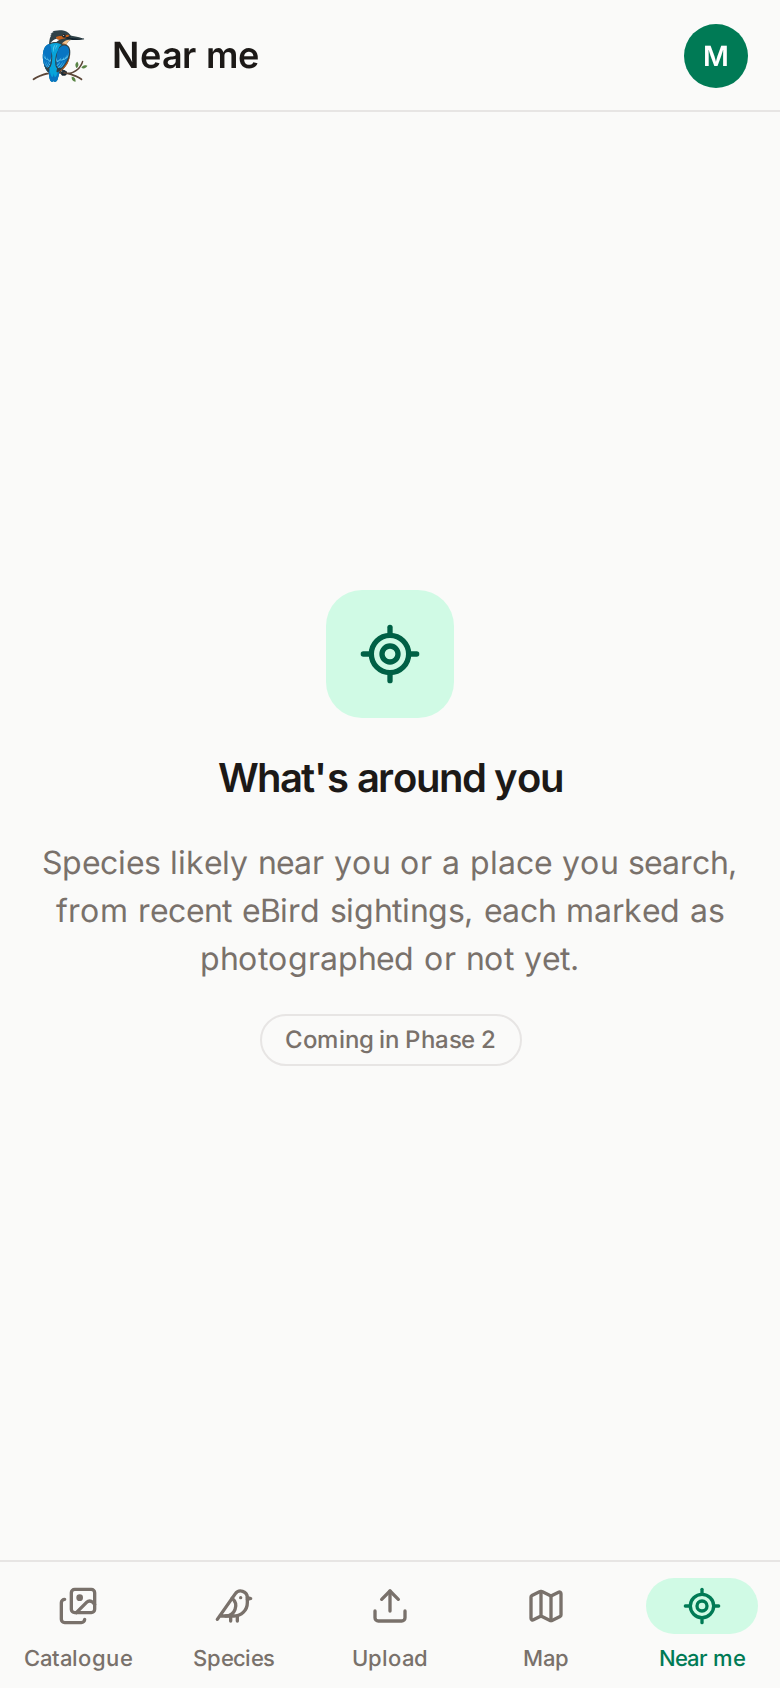 Near me
M
What's around you
Species likely near you or a place you search,
from recent eBird sightings, each marked as
photographed or not yet.
Coming in Phase 2
Catalogue
Species
Upload
Map
Near me